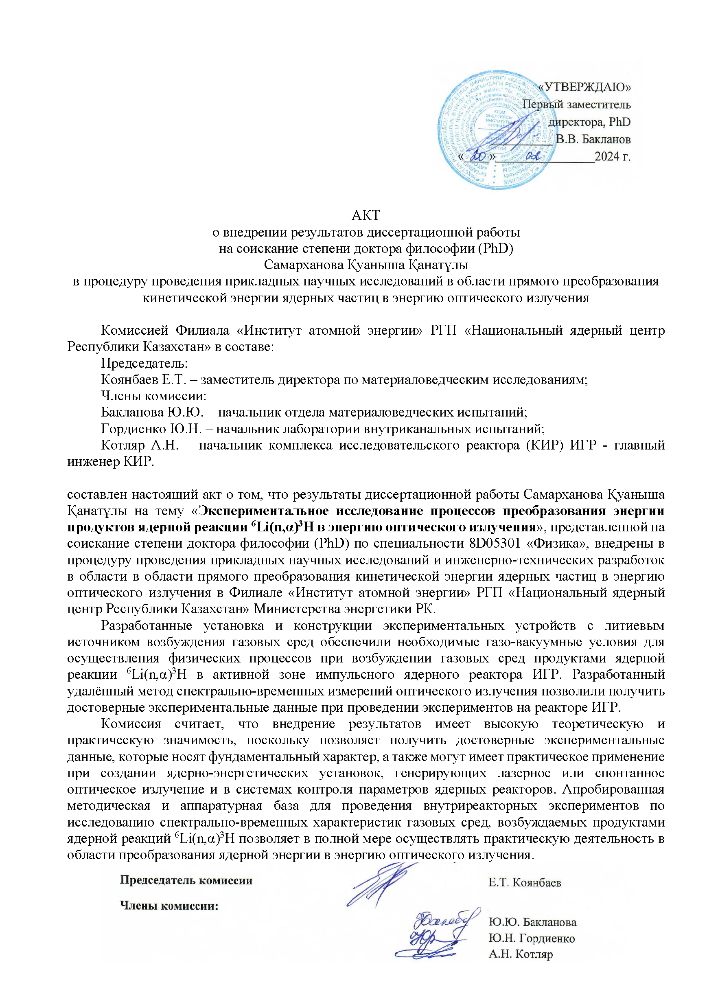 «УТВЕРЖДАЮ»
Первый заместитель
директора, PhD
В.В. Бакланов
«20» 02 2024 г.
АТОМ
ЭНЕРГИЯСЫ
ИНСТИТУТЫ
ФИЛИАЛЫ
ФИЛИАЛ
ИНСТИТУТ
АТОМНОЙ
ЭНЕРГИИ
АКТ
о внедрении результатов диссертационной работы
на соискание степени доктора философии (PhD)
Самарханова Қуаныша Қанатұлы
в процедуру проведения прикладных научных исследований в области прямого преобразования
кинетической энергии ядерных частиц в энергию оптического излучения
Комиссией Филиала «Институт атомной энергии» РГП «Национальный ядерный центр
Республики Казахстан» в составе:
Председатель:
Коянбаев Е.Т. – заместитель директора по материаловедческим исследованиям;
Члены комиссии:
Бакланова Ю.Ю. – начальник отдела материаловедческих испытаний;
Гордиенко Ю.Н. – начальник лаборатории внутриканальных испытаний;
Котляр А.Н. – начальник комплекса исследовательского реактора (КИР) ИГР - главный
инженер КИР.
составлен настоящий акт о том, что результаты диссертационной работы Самарханова Қуаныша
Қанатұлы на тему «Экспериментальное исследование процессов преобразования энергии
продуктов ядерной реакции ⁶Li(n,α)³H в энергию оптического излучения», представленной на
соискание степени доктора философии (PhD) по специальности 8D05301 «Физика», внедрены в
процедуру проведения прикладных научных исследований и инженерно-технических разработок
в области в области прямого преобразования кинетической энергии ядерных частиц в энергию
оптического излучения в Филиале «Институт атомной энергии» РГП «Национальный ядерный
центр Республики Казахстан» Министерства энергетики РК.
Разработанные установка и конструкции экспериментальных устройств с литиевым
источником возбуждения газовых сред обеспечили необходимые газо-вакуумные условия для
осуществления физических процессов при возбуждении газовых сред продуктами ядерной
реакции ⁶Li(n,α)³H в активной зоне импульсного ядерного реактора ИГР. Разработанный
удалённый метод спектрально-временных измерений оптического излучения позволили получить
достоверные экспериментальные данные при проведении экспериментов на реакторе ИГР.
Комиссия считает, что внедрение результатов имеет высокую теоретическую и
практическую значимость, поскольку позволяет получить достоверные экспериментальные
данные, которые носят фундаментальный характер, а также могут имеет практическое применение
при создании ядерно-энергетических установок, генерирующих лазерное или спонтанное
оптическое излучение и в системах контроля параметров ядерных реакторов. Апробированная
методическая и аппаратурная база для проведения внутриреакторных экспериментов по
исследованию спектрально-временных характеристик газовых сред, возбуждаемых продуктами
ядерной реакций ⁶Li(n,α)³H позволяет в полной мере осуществлять практическую деятельность в
области преобразования ядерной энергии в энергию оптического излучения.
Председатель комиссии Е.Т. Коянбаев
Члены комиссии:
Ю.Ю. Бакланова
Ю.Н. Гордиенко
А.Н. Котляр